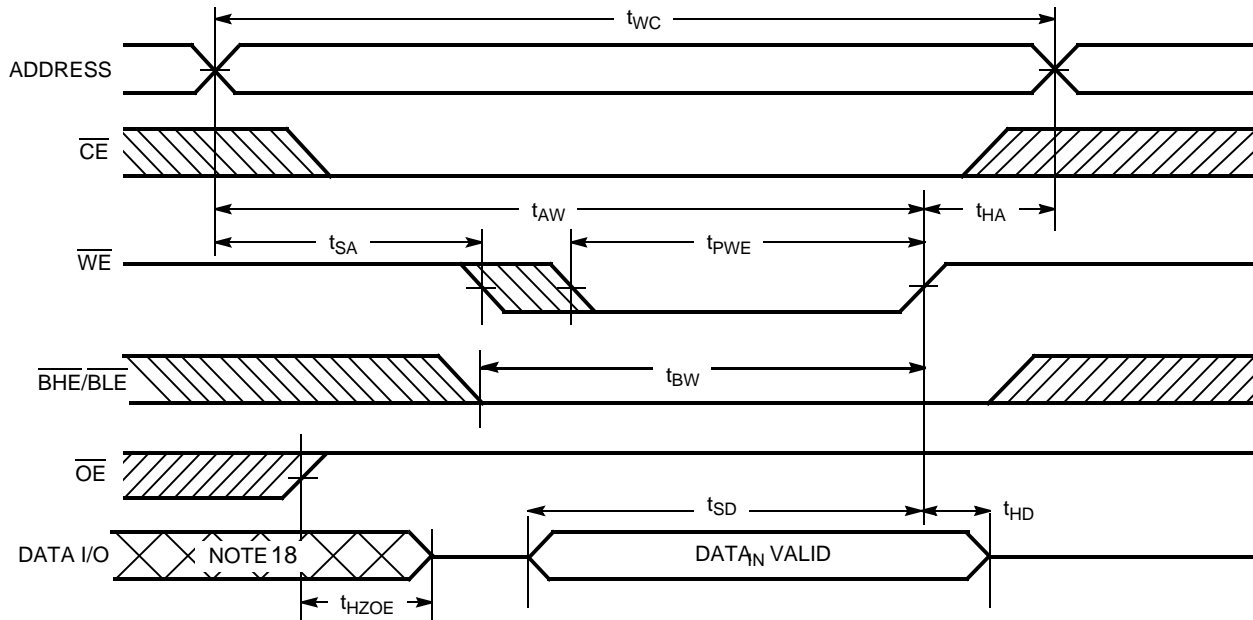 tWC
ADDRESS
CE
tAW
tHA
tSA
tPWE
WE
BHE/BLE
tBW
OE
tSD
tHD
DATA I/O
NOTE 18
DATAIN VALID
tHZOE